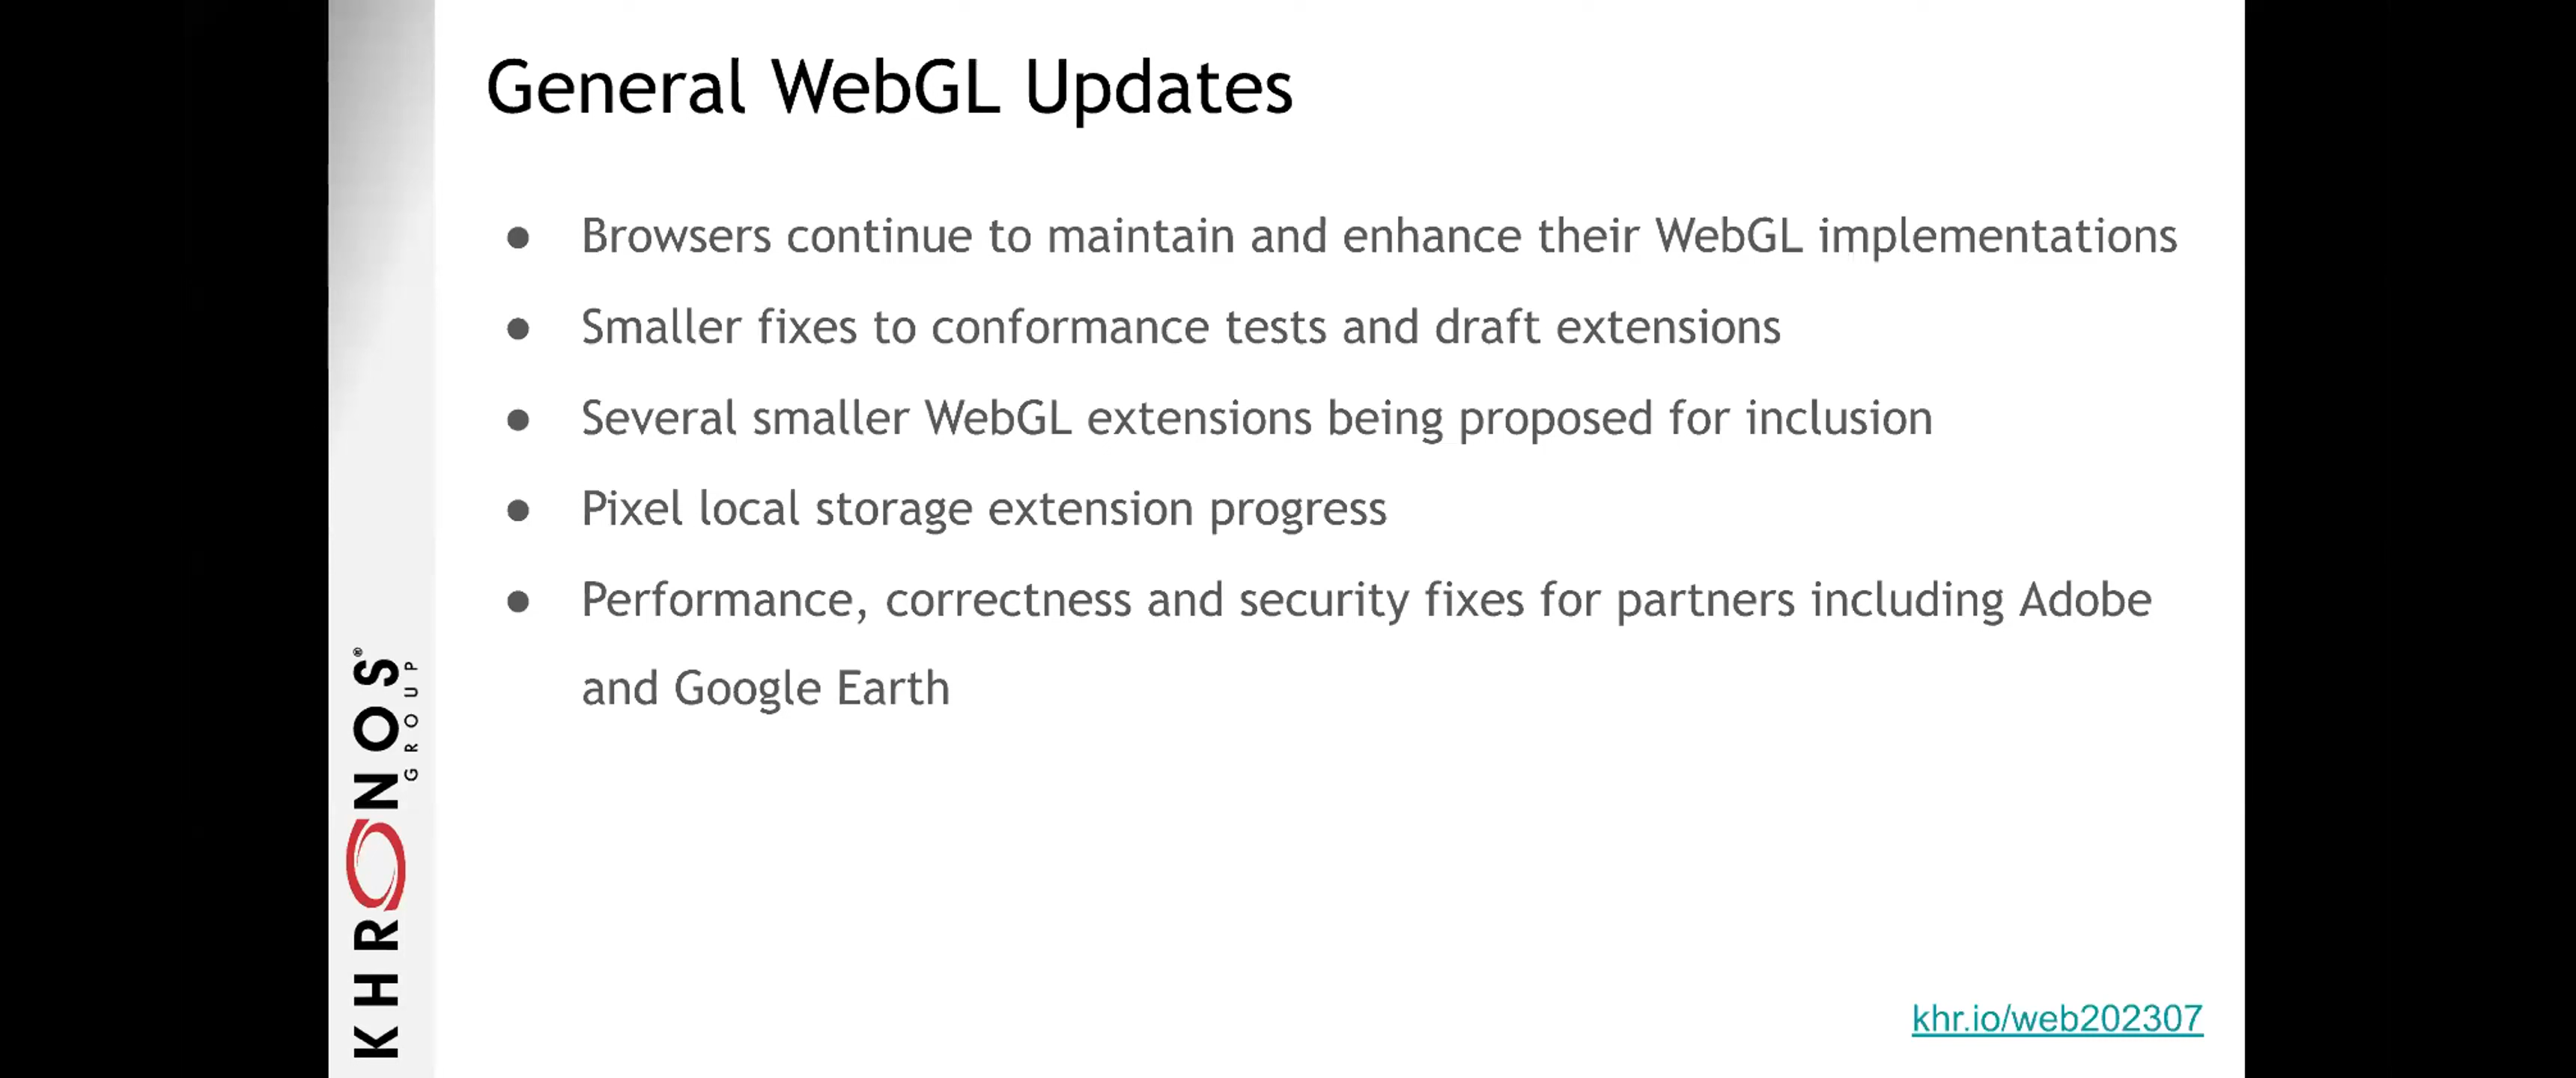 General WebGL Updates
● Browsers continue to maintain and enhance their WebGL implementations
● Smaller fixes to conformance tests and draft extensions
● Several smaller WebGL extensions being proposed for inclusion
● Pixel local storage extension progress
● Performance, correctness and security fixes for partners including Adobe
and Google Earth
KHRONOS®
GROUP
khr.io/web202307